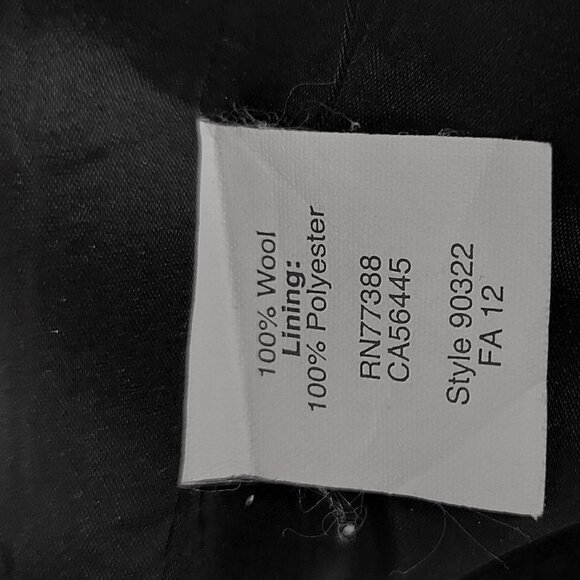 100% Wool
Lining:
100% Polyester
RN77388
CA56445
Style 90322
FA 12